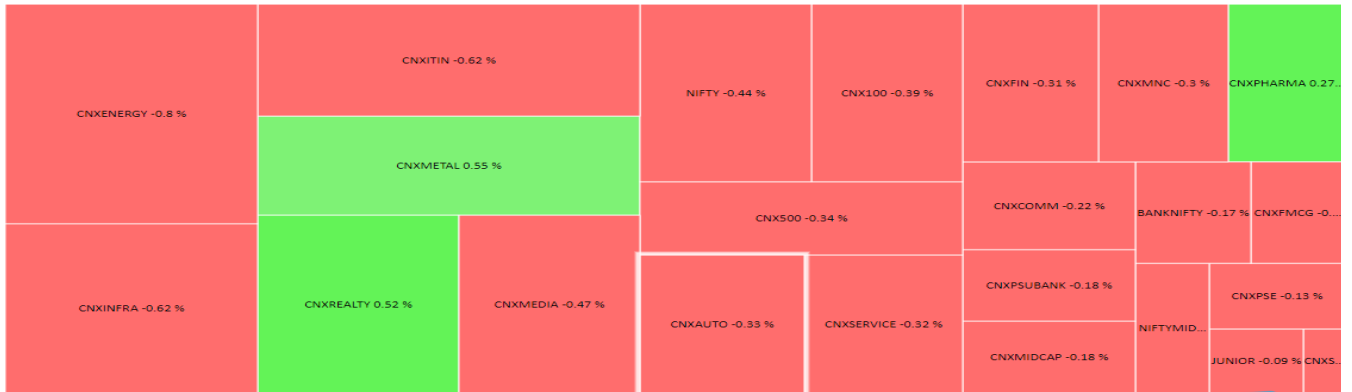 CNXENERGY -0.8 %
CNXINFRA -0.62 %
CNXITIN -0.62 %
CNXMETAL 0.55 %
CNXREALTY 0.52 %
CNXMEDIA -0.47 %
NIFTY -0.44 %
CNX100 -0.39 %
CNX500 -0.34 %
CNXAUTO -0.33 %
CNXSERVICE -0.32 %
CNXFIN -0.31 %
CNXMNC -0.3 %
CNXPHARMA 0.27...
CNXCOMM -0.22 %
CNXPSUBANK -0.18 %
CNXMIDCAP -0.18 %
BANKNIFTY -0.17 %
CNXFMCG -0....
NIFTYMID...
CNXPSE -0.13 %
JUNIOR -0.09 %
CNXS...